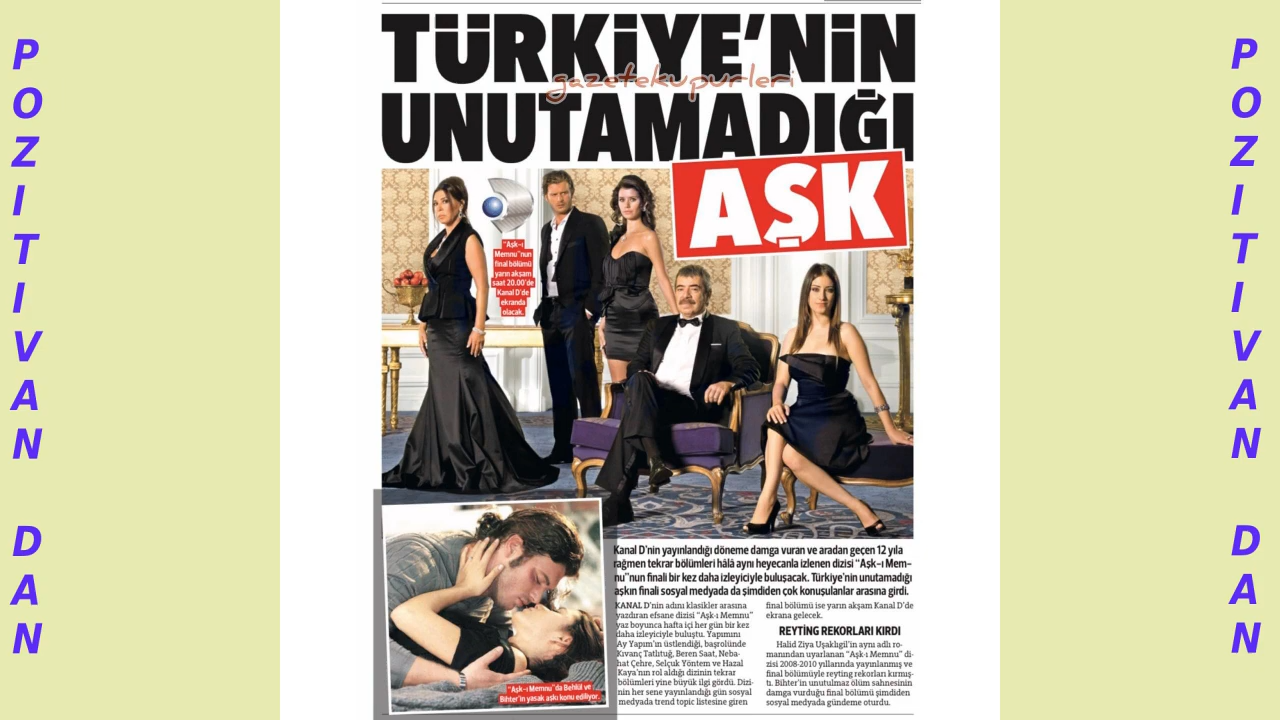 POZITIVAN DAN
TÜRKİYE'NİN
gazetekupurleri
UNUTAMADIĞI
AŞK
"Aşk-ı
Memnu"nun
final bölümü
yarın akşam
saat 20.00'de
Kanal D'de
ekranda
olacak.
Kanal D'nin yayınlandığı döneme damga vuran ve aradan geçen 12 yıla
rağmen tekrar bölümleri hâlâ aynı heyecanla izlenen dizisi "Aşk-ı Mem-
nu"nun finali bir kez daha izleyiciyle buluşacak. Türkiye'nin unutamadığı
aşkın finali sosyal medyada da şimdiden çok konuşulanlar arasına girdi.
KANAL D'nin adını klasikler arasına
yazdıran efsane dizisi "Aşk-ı Memnu"
yaz boyunca hafta içi her gün bir kez
daha izleyiciyle buluştu. Yapımını
Ay Yapım'ın üstlendiği, başrolünde
Kıvanç Tatlıtuğ, Beren Saat, Neba-
hat Çehre, Selçuk Yöntem ve Hazal
Kaya'nın rol aldığı dizinin tekrar
bölümleri yine büyük ilgi gördü. Dizi-
nin her sene yayınlandığı gün sosyal
medyada trend topic listesine giren
final bölümü ise yarın akşam Kanal D'de
ekrana gelecek.
REYTİNG REKORLARI KIRDI
Halid Ziya Uşaklıgil'in aynı adlı ro-
manından uyarlanan "Aşk-ı Memnu" di-
zisi 2008-2010 yıllarında yayınlanmış ve
final bölümüyle reyting rekorları kırmış-
tı. Bihter'in unutulmaz ölüm sahnesinin
damga vurduğu final bölümü şimdiden
sosyal medyada gündeme oturdu.
"Aşk-ı Memnu"da Behlül ve
Bihter'in yasak aşkı konu ediliyor.
POZITIVAN DAN